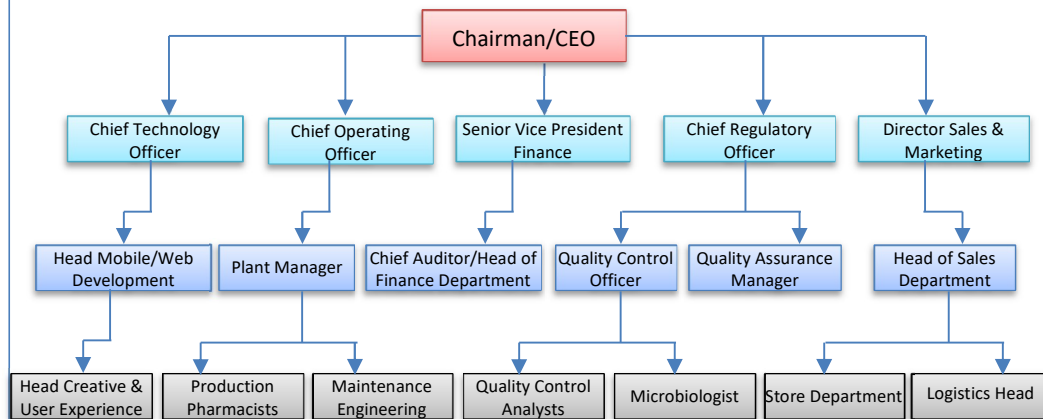 Chairman/CEO
Chief Technology
Officer
Chief Operating
Officer
Senior Vice President
Finance
Chief Regulatory
Officer
Director Sales &
Marketing
Head Mobile/Web
Development
Plant Manager
Chief Auditor/Head of
Finance Department
Quality Control
Officer
Quality Assurance
Manager
Head of Sales
Department
Head Creative &
User Experience
Production
Pharmacists
Maintenance
Engineering
Quality Control
Analysts
Microbiologist
Store Department
Logistics Head